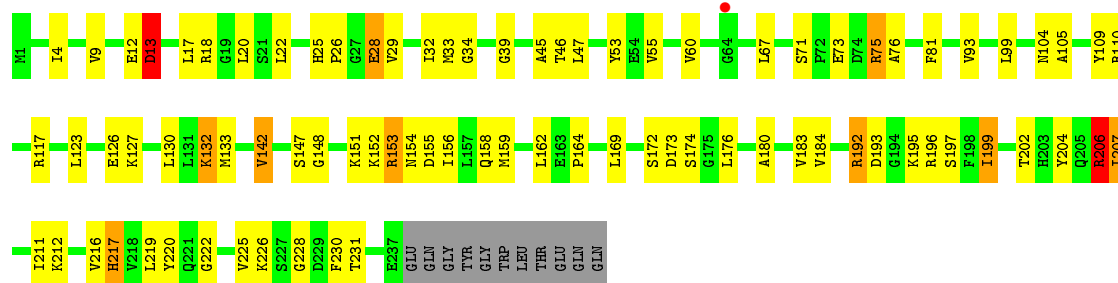 M1 I4 V9 E12 D13 L17 R18 G19 L20 S21 L22 H25 P26 G27 E28 V29 I32 M33 G34 G39 A45 T46 L47 Y53 E54 V55 V60 G64 L67 S71 P72 E73 D74 R75 A76 F81 V93 L99 N104 A105 Y109 R110
R117 L123 E126 K127 L130 L131 K132 M133 V142 S147 G148 K151 K152 R153 N154 D155 I156 L157 Q158 M159 L162 E163 P164 L169 S172 D173 S174 G175 L176 A180 V183 V184 R192 D193 G194 K195 R196 S197 F198 I199 T202 H203 Y204 Q205 R206 I207
I211 K212 V216 H217 V218 L219 Y220 Q221 G222 V225 K226 S227 G228 D229 F230 T231 E237 GLU GLN GLY TYR GLY TRP LEU THR GLU GLN GLN